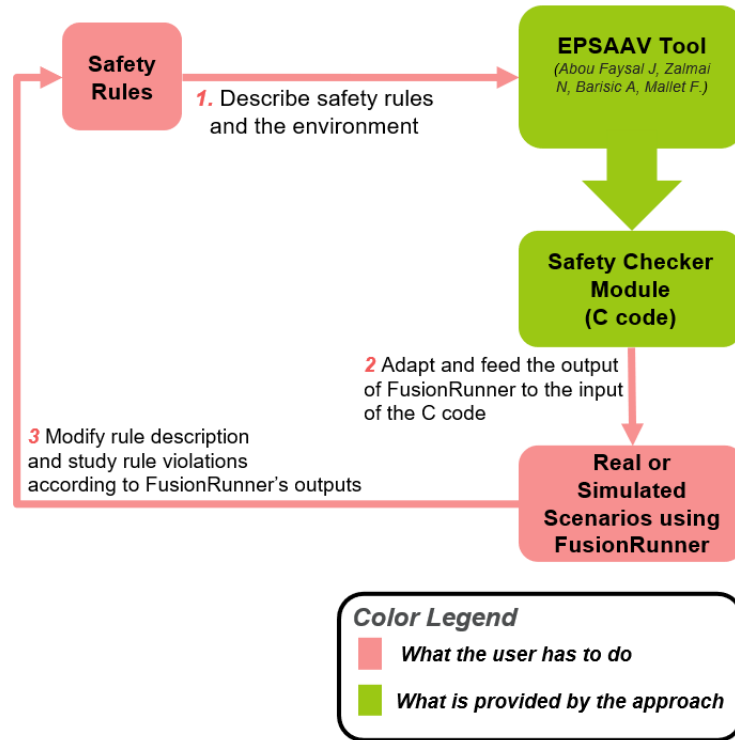 Safety
Rules
EPSAAV Tool
(Abou Faysal J, Zalmai
N, Barisic A, Mallet F.)
1. Describe safety rules
and the environment
Safety Checker
Module
(C code)
2 Adapt and feed the output
of FusionRunner to the input
of the C code
3 Modify rule description
and study rule violations
according to FusionRunner's outputs
Real or
Simulated
Scenarios using
FusionRunner
Color Legend
What the user has to do
What is provided by the approach